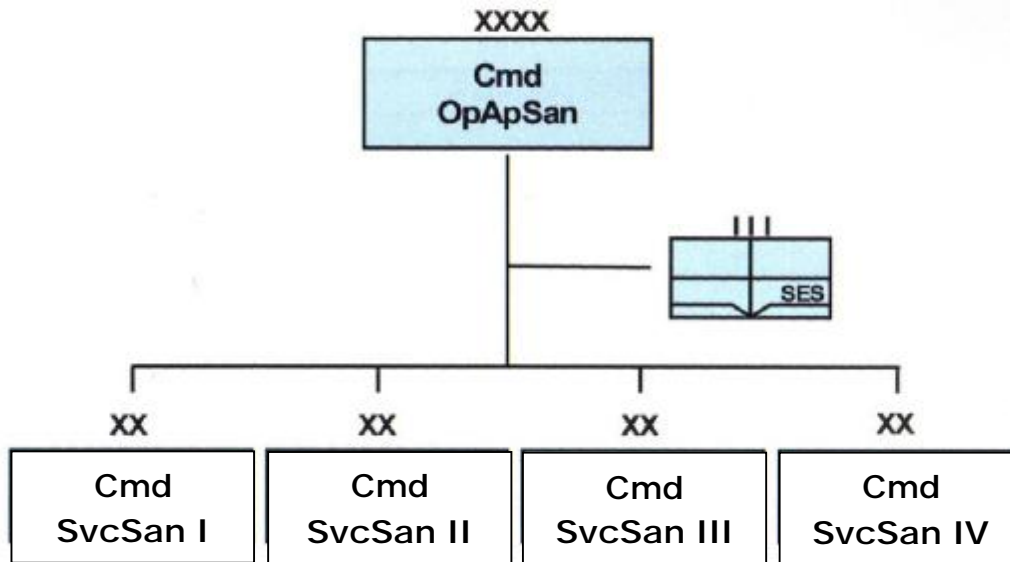 XXXX
Cmd
OpApSan
III
SES
XX
XX
XX
XX
Cmd
SvcSan I
Cmd
SvcSan II
Cmd
SvcSan III
Cmd
SvcSan IV